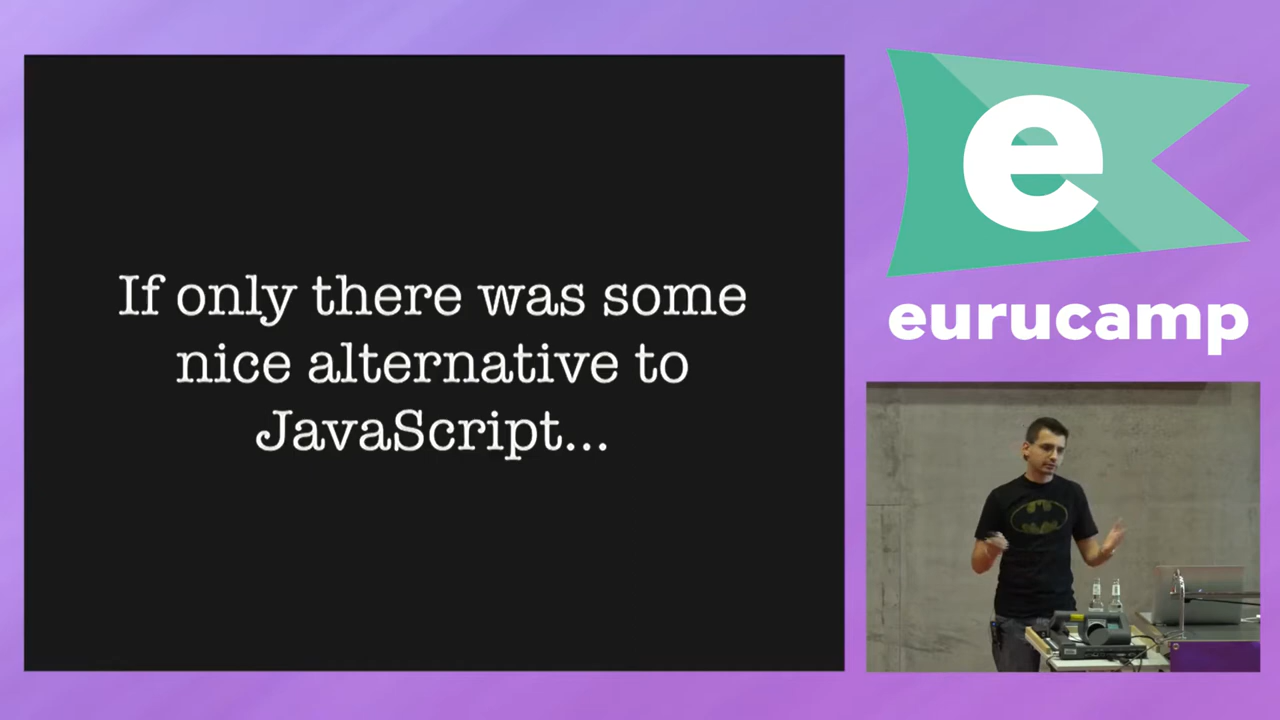 If only there was some
nice alternative to
JavaScript...
e
eurucamp